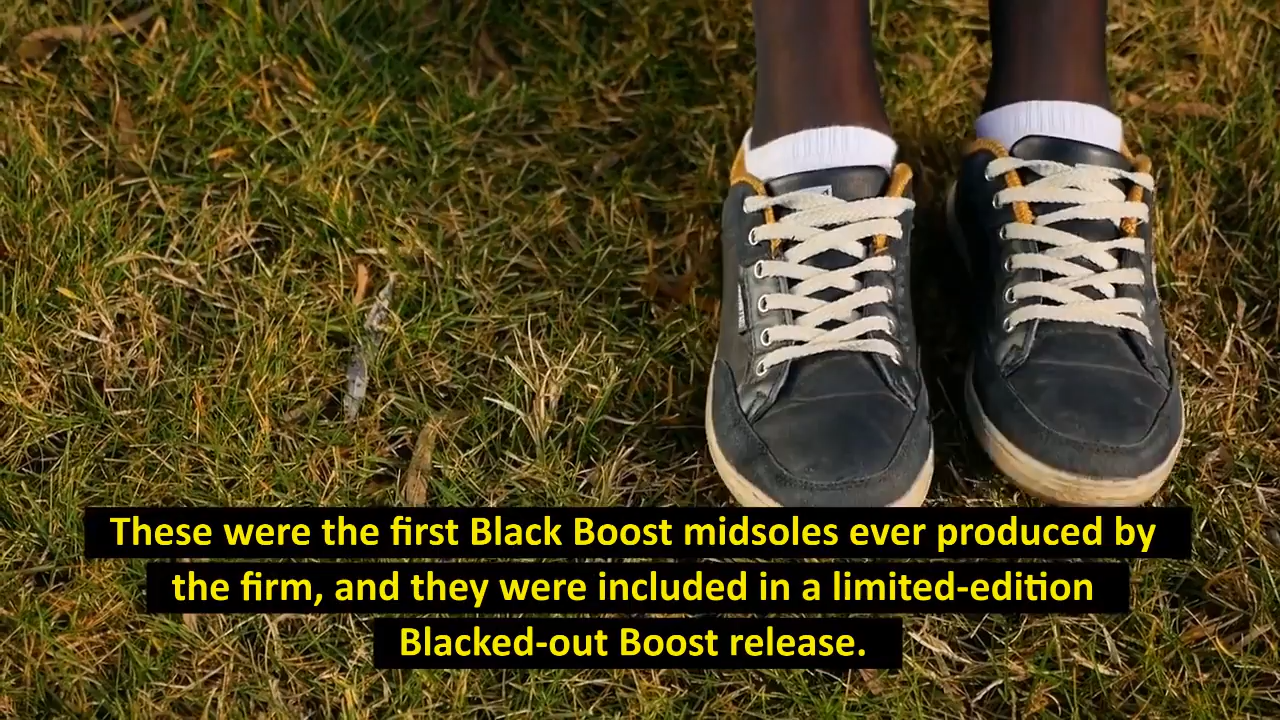 These were the first Black Boost midsoles ever produced by
the firm, and they were included in a limited-edition
Blacked-out Boost release.